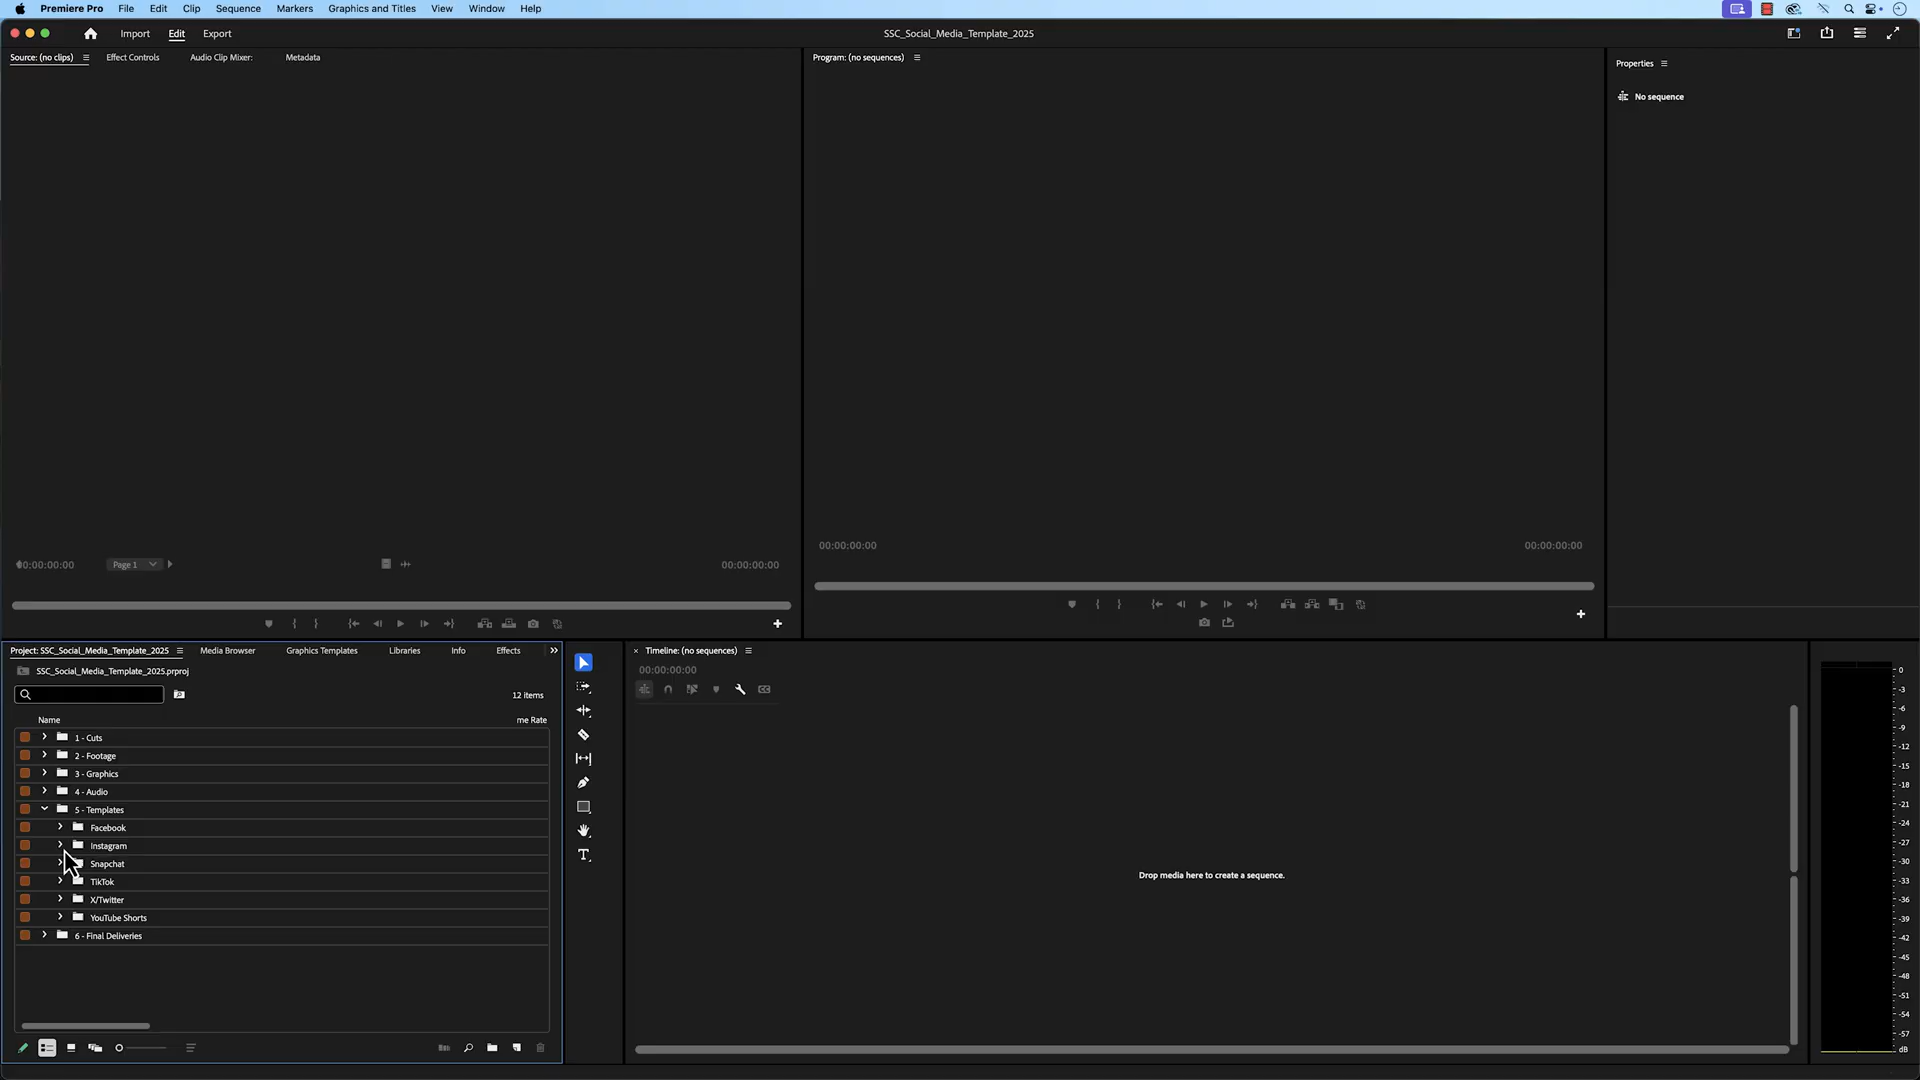 Premiere Pro File Edit Clip Sequence Markers Graphics and Titles View Window Help
Import Edit Export SSC_Social_Media_Template_2025
Source: (no clips) Effect Controls Audio Clip Mixer: Metadata
Program: (no sequences)
Properties
No sequence
00:00:00:00 00:00:00:00
00:00:00:00 Page 1 00:00:00:00
Project: SSC_Social_Media_Template_2025 Media Browser Graphics Templates Libraries Info Effects
SSC_Social_Media_Template_2025.prproj
12 items
Name me Rate
1 - Cuts
2 - Footage
3 - Graphics
4 - Audio
5 - Templates
Facebook
Instagram
Snapchat
TikTok
X/Twitter
YouTube Shorts
6 - Final Deliveries
Timeline: (no sequences)
00:00:00:00
Drop media here to create a sequence.
0
-3
-6
-9
-12
-15
-18
-21
-24
-27
-30
-33
-36
-39
-42
-45
-48
-51
-54
-57
dB